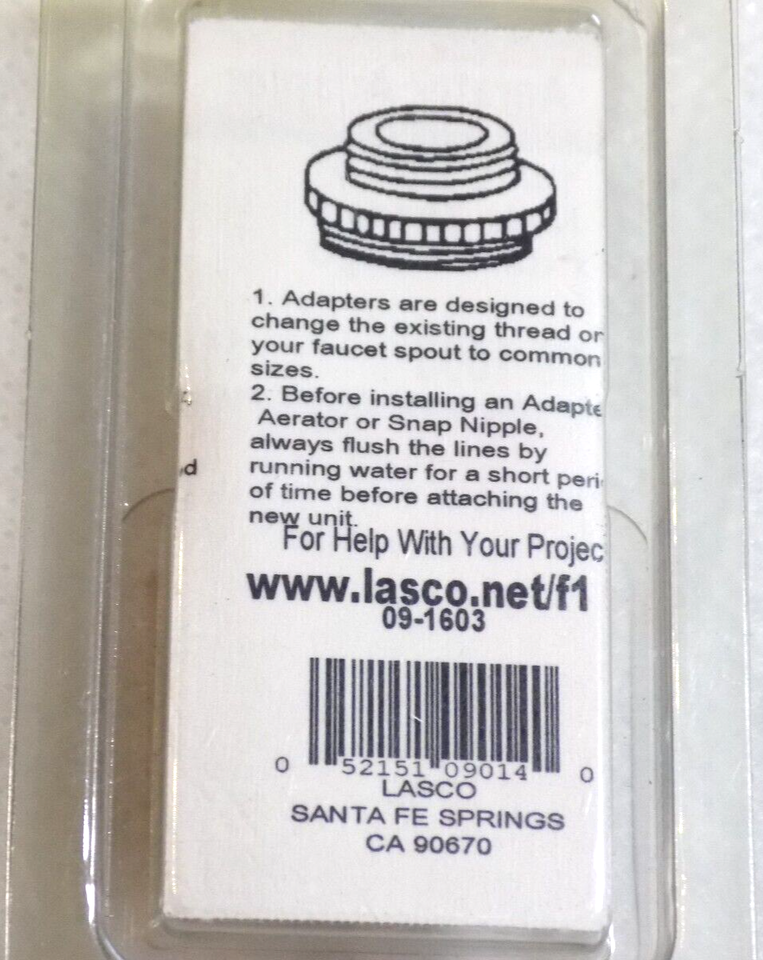 1. Adapters are designed to
change the existing thread or
your faucet spout to common
sizes.
2. Before installing an Adapte
Aerator or Snap Nipple,
always flush the lines by
running water for a short peri
of time before attaching the
new unit.
For Help With Your Projec
www.lasco.net/f1
09-1603
0 52151 09014 0
LASCO
SANTA FE SPRINGS
CA 90670